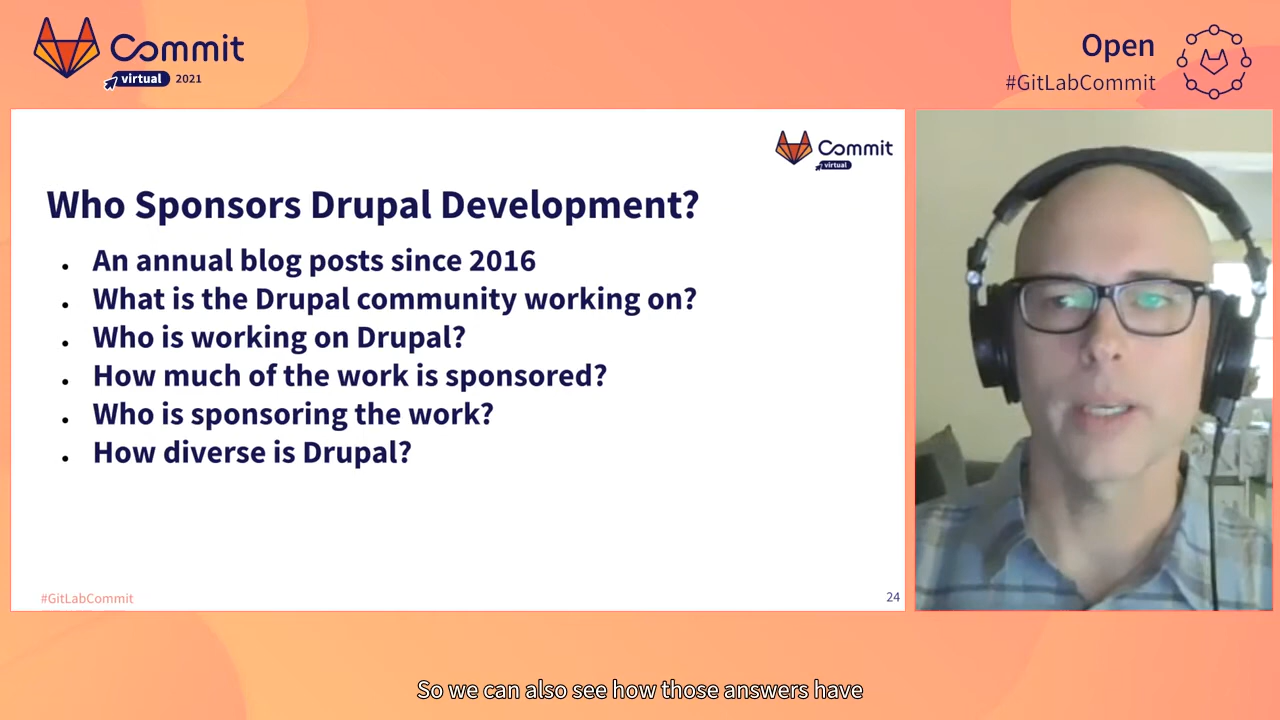 Commit
virtual 2021
Open
#GitLabCommit
Commit
virtual
Who Sponsors Drupal Development?
An annual blog posts since 2016
What is the Drupal community working on?
Who is working on Drupal?
How much of the work is sponsored?
Who is sponsoring the work?
How diverse is Drupal?
#GitLabCommit
24
So we can also see how those answers have